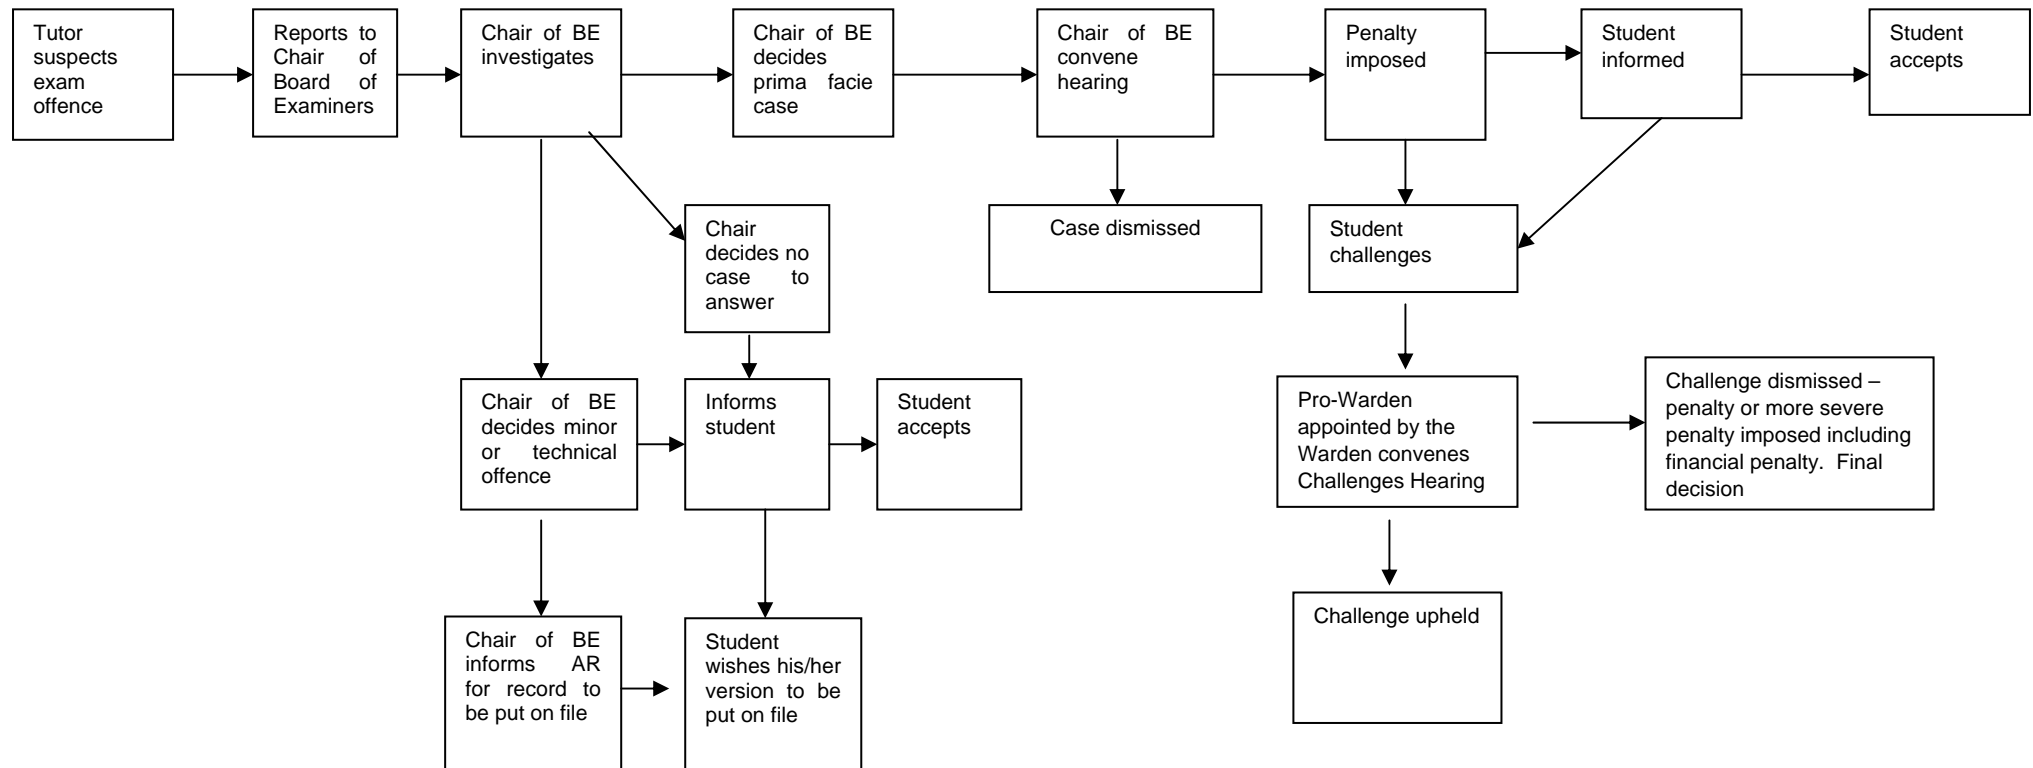 Tutor
suspects
exam
offence
Reports to
Chair of
Board of
Examiners
Chair of BE
investigates
Chair of BE
decides
prima facie
case
Chair of BE
convene
hearing
Penalty
imposed
Student
informed
Student
accepts
Chair
decides no
case to
answer
Case dismissed
Student
challenges
Chair of BE
decides minor
or technical
offence
Informs
student
Student
accepts
Pro-Warden
appointed by the
Warden convenes
Challenges Hearing
Challenge dismissed –
penalty or more severe
penalty imposed including
financial penalty. Final
decision
Chair of BE
informs AR
for record to
be put on file
Student
wishes his/her
version to be
put on file
Challenge upheld